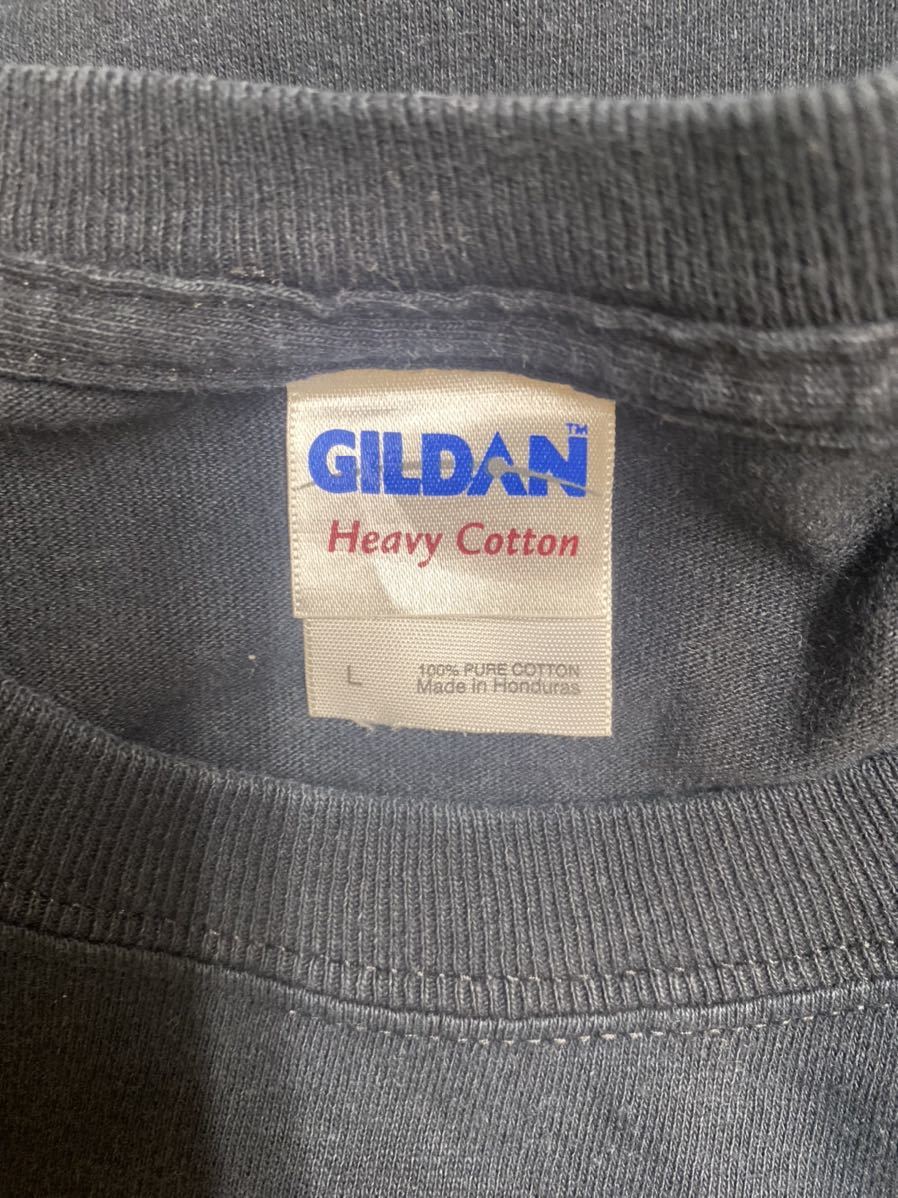 GILDAN™
Heavy Cotton
L
100% PURE COTTON
Made in Honduras